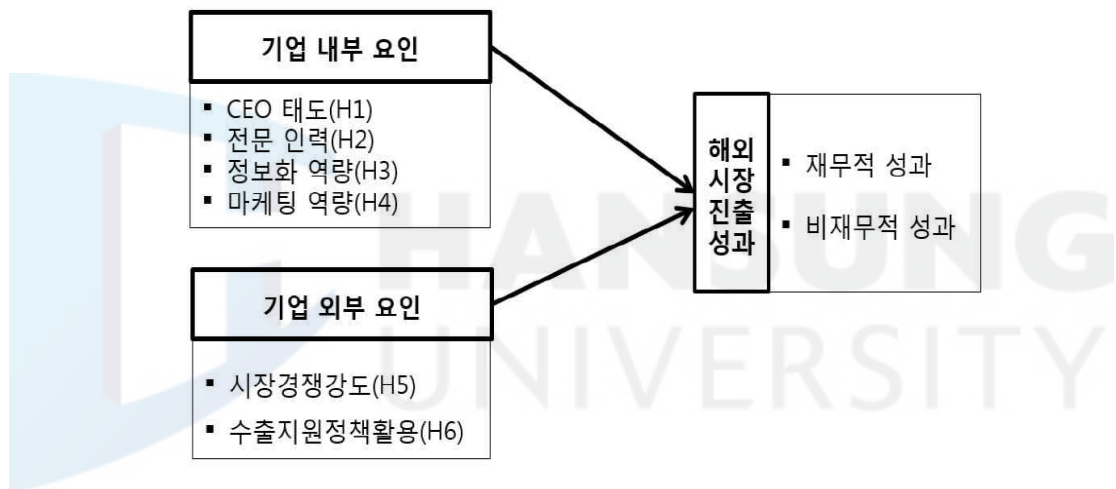 기업 내부 요인
▪ CEO 태도(H1)
▪ 전문 인력(H2)
▪ 정보화 역량(H3)
▪ 마케팅 역량(H4)
기업 외부 요인
▪ 시장경쟁강도(H5)
▪ 수출지원정책활용(H6)
해외
시장
진출
성과
▪ 재무적 성과
▪ 비재무적 성과
HANSUNG
UNIVERSITY